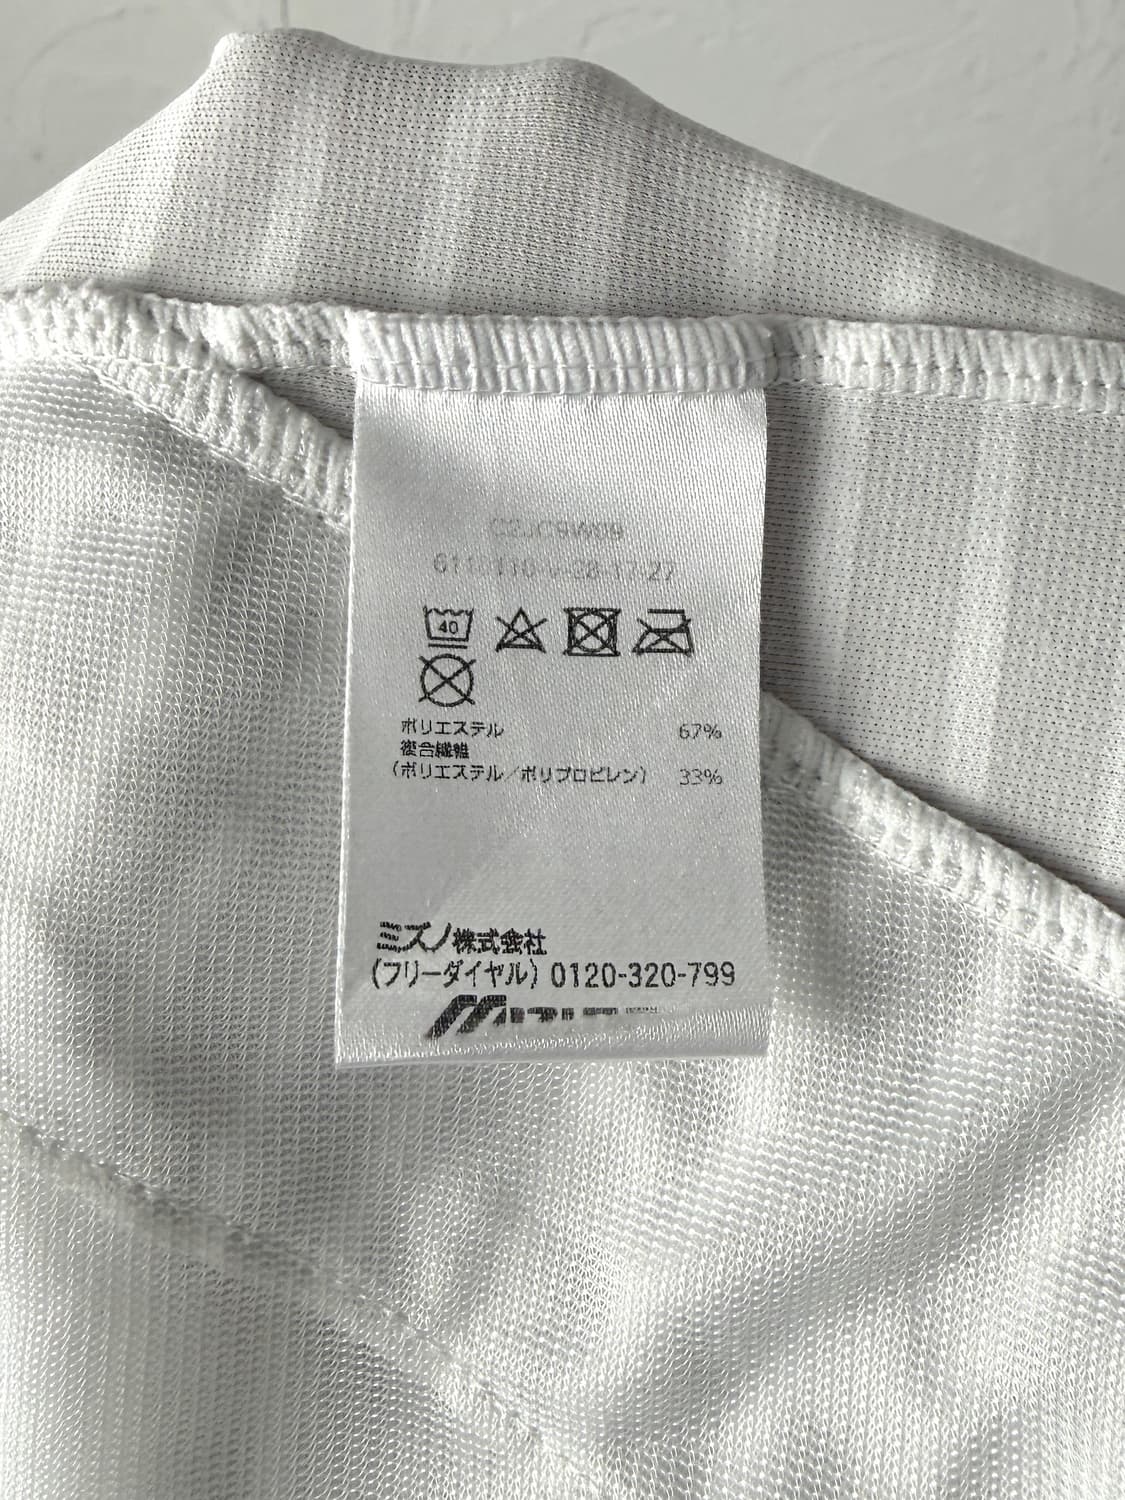 C2JC9W09
40
ポリエステル 67%
複合繊維
(ポリエステル/ポリプロピレン) 33%
ミズノ株式会社
(フリーダイヤル) 0120-320-799